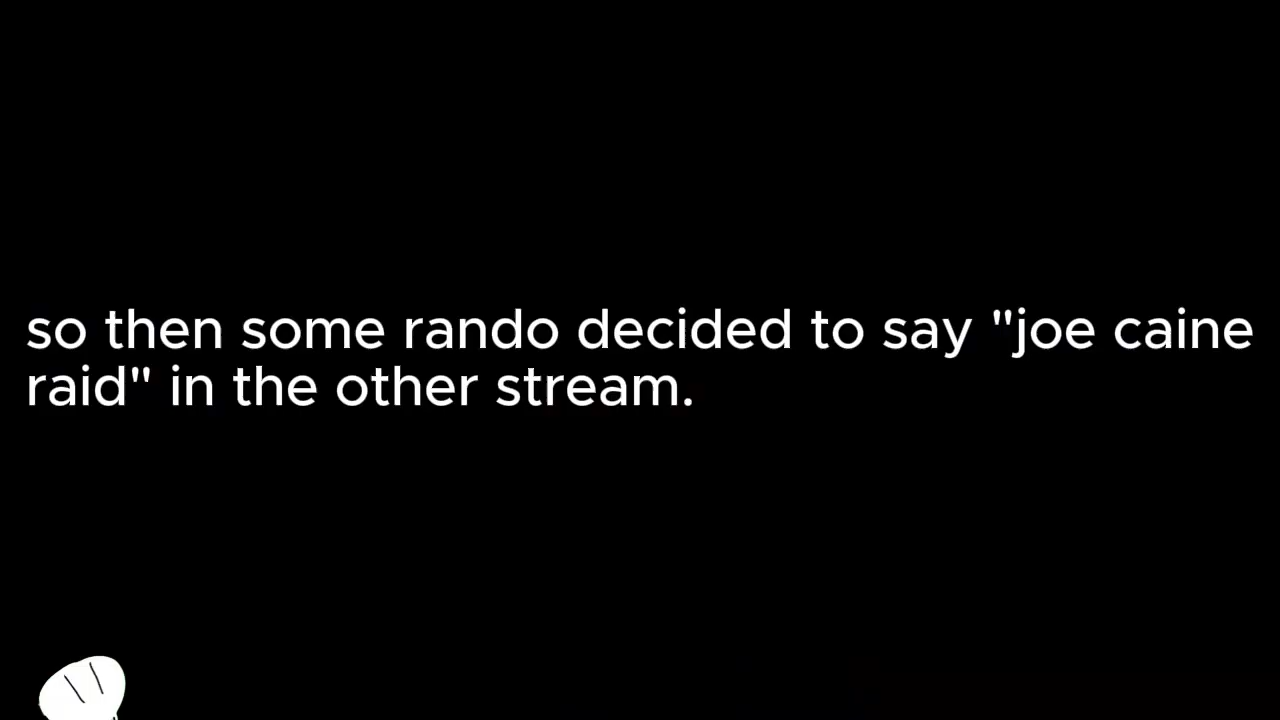 so then some rando decided to say "joe caine
raid" in the other stream.